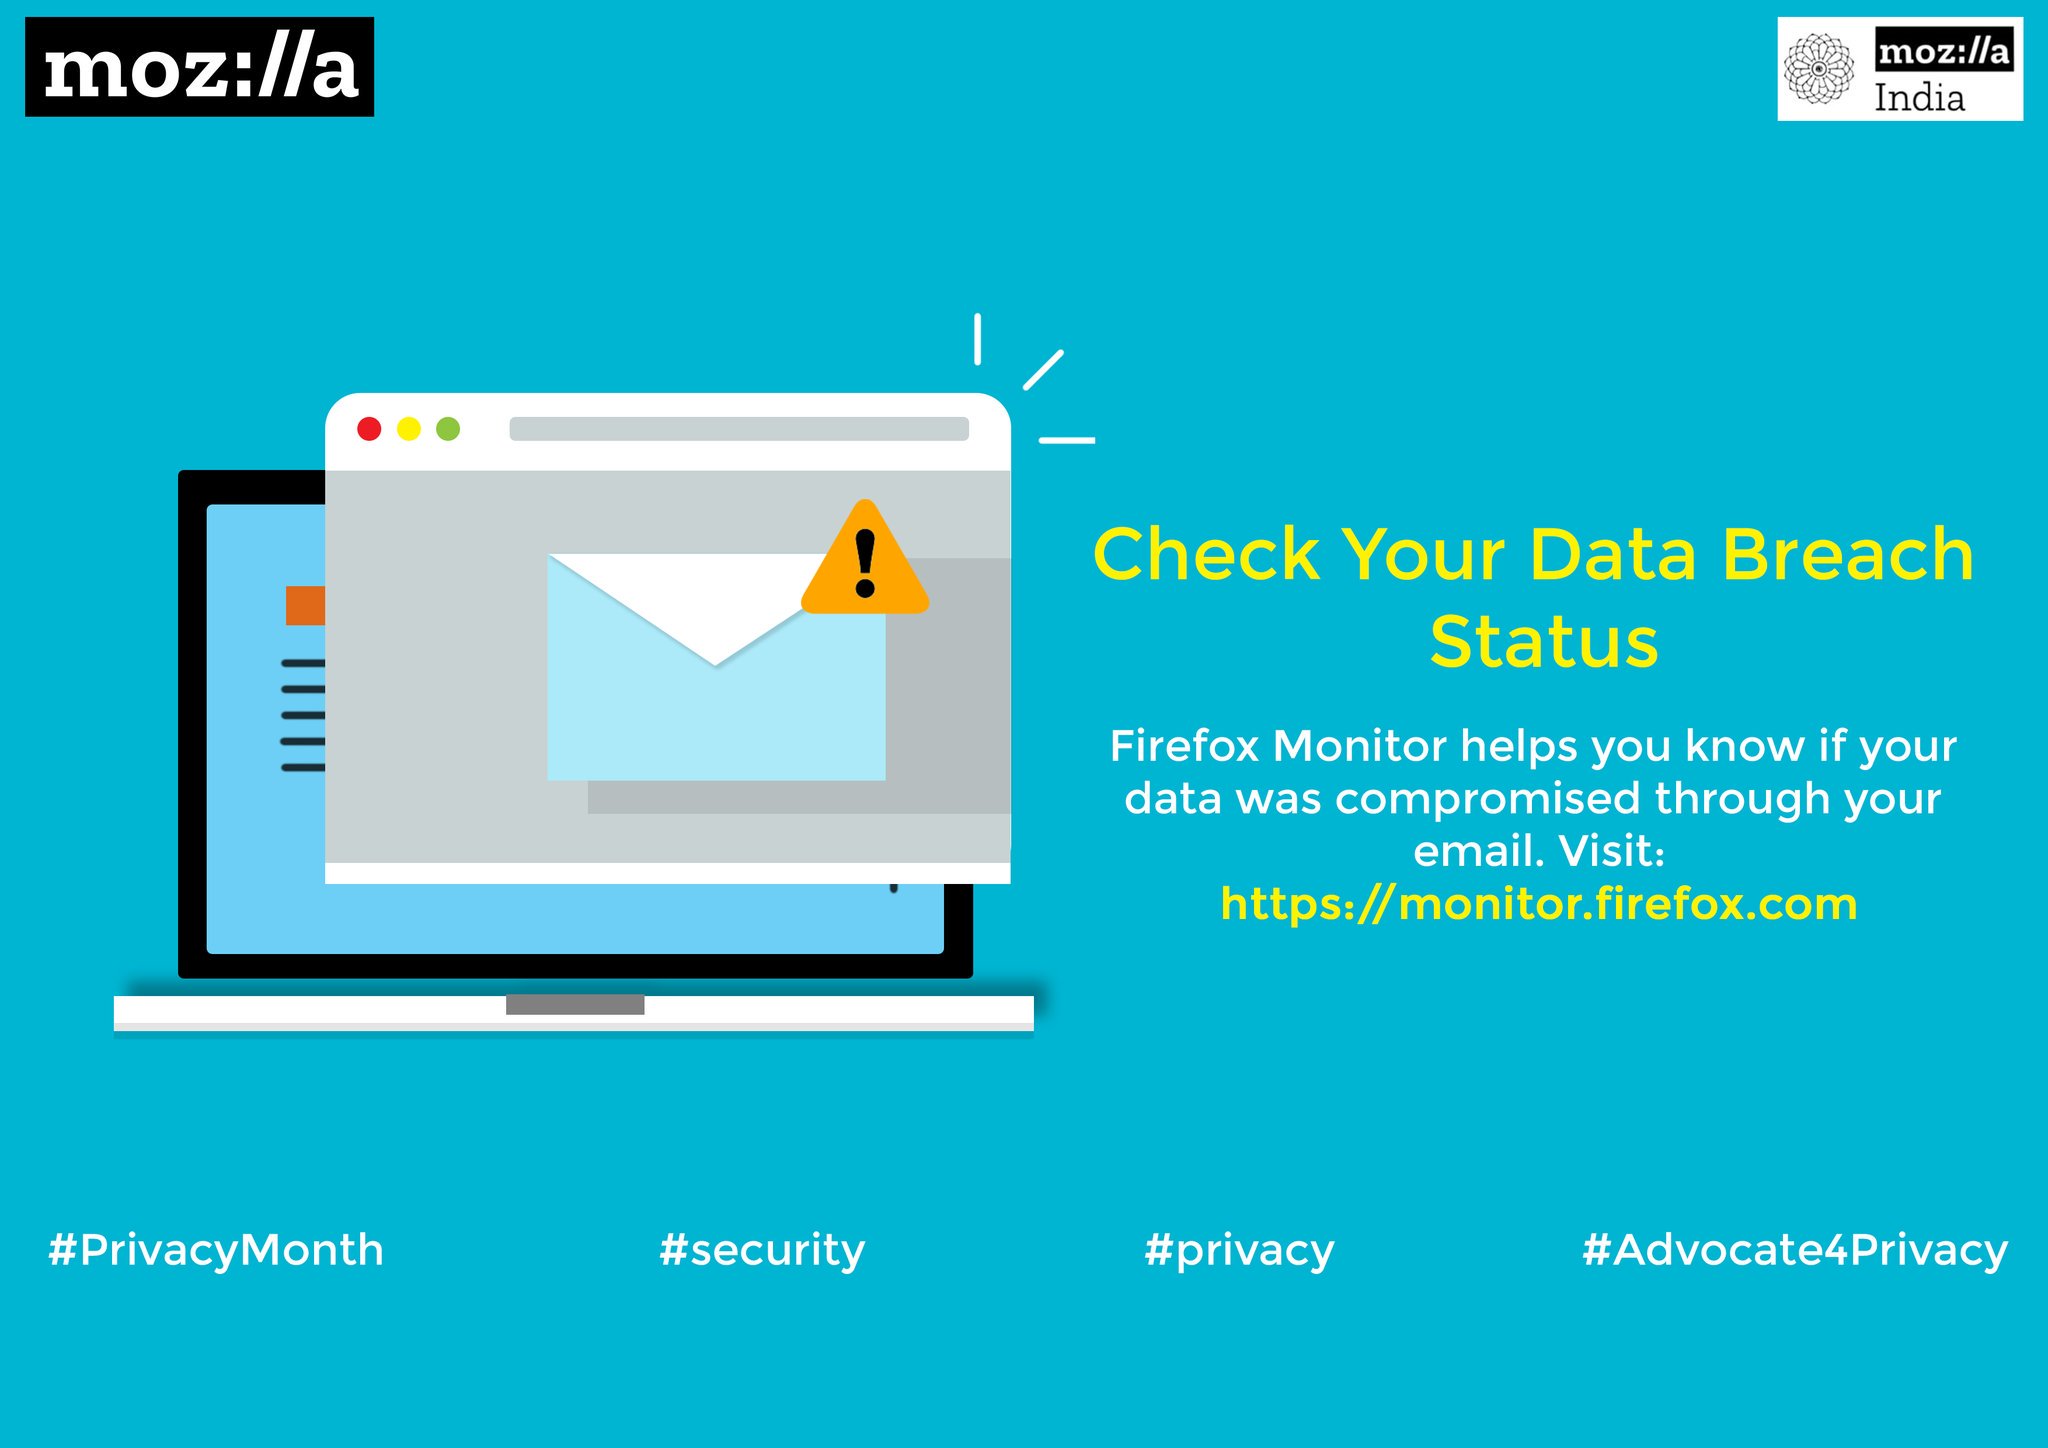 moz://a
moz://a
India
Check Your Data Breach
Status
Firefox Monitor helps you know if your
data was compromised through your
email. Visit:
https://monitor.firefox.com
#PrivacyMonth
#security
#privacy
#Advocate4Privacy